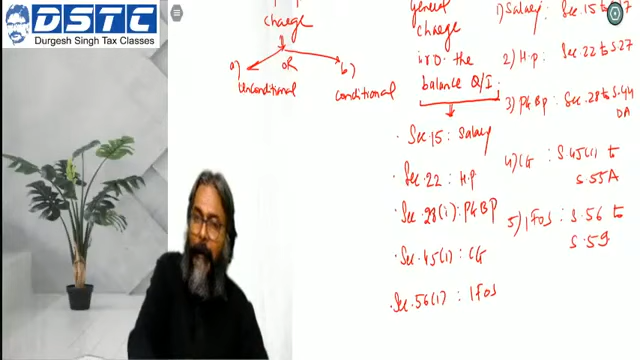 DSTC
Durgesh Singh Tax Classes
charge
a) OR b)
Unconditional
conditional
general
charge
i.r.o. the
balance Q/I.
• Sec.15: Salary
• Sec.22 : H.P
• Sec.28(i): PGBP
• Sec.45(1) : CG
• Sec.56(1) : IFOS
1) Salary: Sec.15 to
2) H.P: Sec.22 to S.27
3) PGBP: Sec.28 to S.44
DA
4) CG : S.45(1) to
S.55A
5) IFOS : S.56 to
S.59